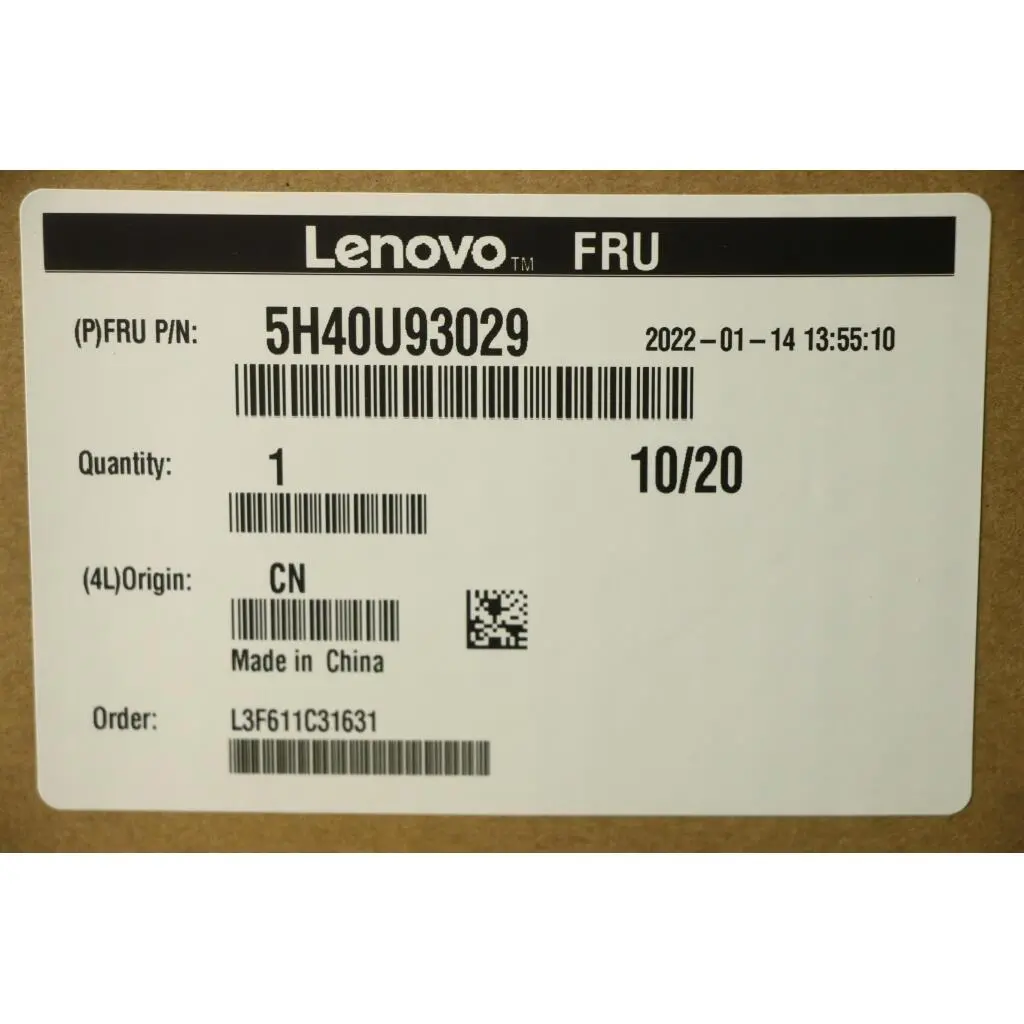 Lenovo™ FRU
(P)FRU P/N: 5H40U93029 2022-01-14 13:55:10
Quantity: 1 10/20
(4L)Origin: CN
Made in China
Order: L3F611C31631